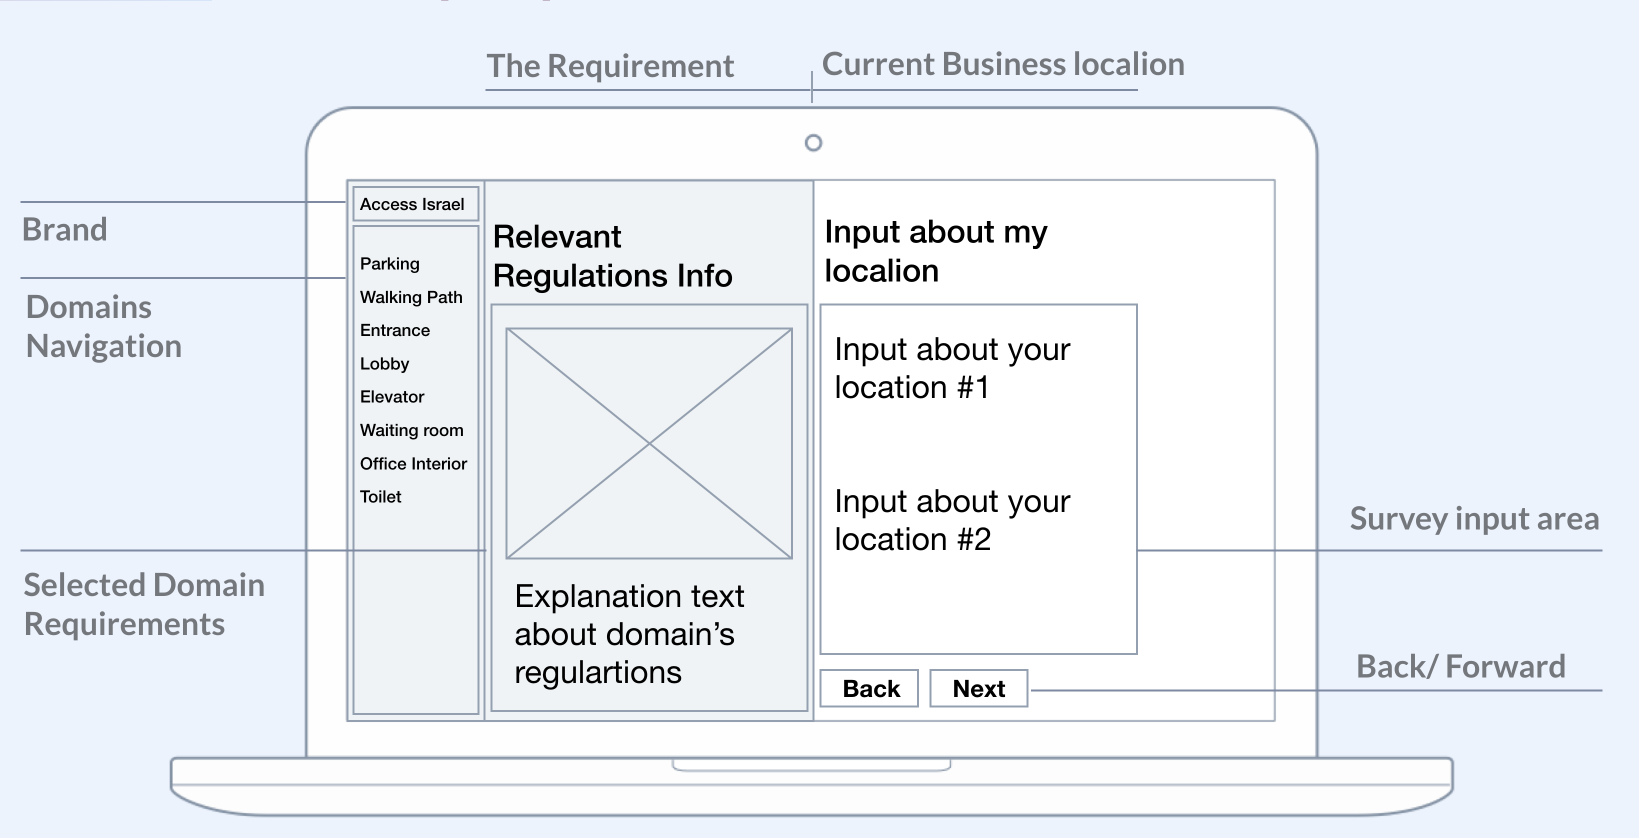 The Requirement
Current Business localion
Brand
Domains
Navigation
Selected Domain
Requirements
Access Israel
Parking
Walking Path
Entrance
Lobby
Elevator
Waiting room
Office Interior
Toilet
Relevant
Regulations Info
Explanation text
about domain’s
regulartions
Input about my
localion
Input about your
location #1
Input about your
location #2
Back
Next
Survey input area
Back/ Forward